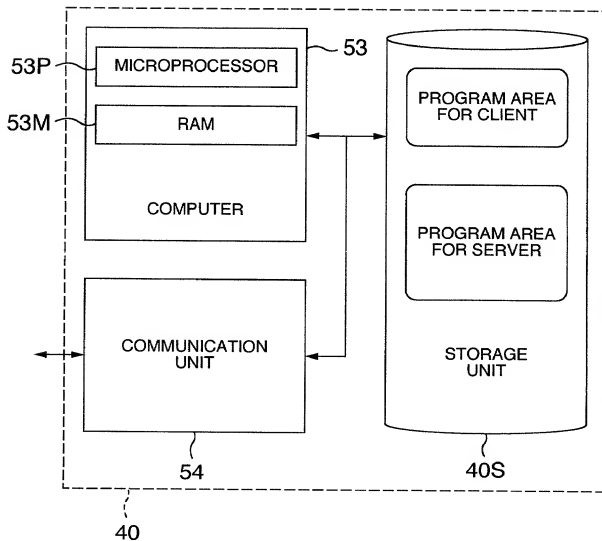 53
53P
MICROPROCESSOR
53M
RAM
COMPUTER
PROGRAM AREA
FOR CLIENT
PROGRAM AREA
FOR SERVER
COMMUNICATION
UNIT
STORAGE
UNIT
54
40S
40